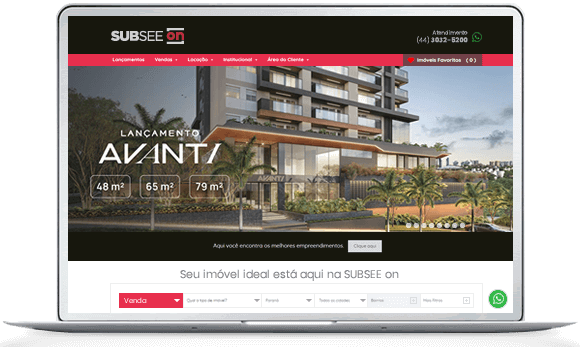 SUBSEE on
Atendimento
(44) 3032-5200
Lançamentos Vendas Locação Institucional Área do Cliente
Imóveis Favoritos ( 0 )
LANÇAMENTO
AVANTI
48 m² 65 m² 79 m²
AVANTI
Aqui você encontra os melhores empreendimentos. Clique aqui
Seu imóvel ideal está aqui na SUBSEE on
Venda Qual o tipo de imóvel? Paraná Todas as cidades Bairros Mais filtros